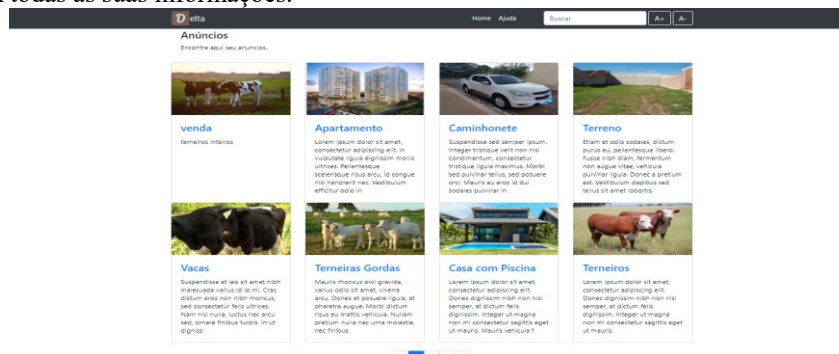 todas as suas informações.
Delta Home Ajuda Buscar A+ A-
Anúncios
Encontre aqui seu anuncios.
venda
terneiros inteiros
Apartamento
Lorem ipsum dolor sit amet,
consectetur adipiscing elit. In
vulputate ligula dignissim mollis
ultrices. Pellentesque
scelerisque risus arcu, id congue
nisi hendrerit nec. Vestibulum
efficitur odio in
Caminhonete
Suspendisse sed semper ipsum.
Integer tristique velit non nisl
condimentum, consectetur
tristique ligula maximus. Morbi
sed pulvinar tellus, sed posuere
orci. Mauris eu eros id dui
sodales pulvinar in
Terreno
Etiam et odio sodales, dictum
purus eu, pellentesque libero.
Fusce nibh diam, fermentum
non augue vitae, vehicula
pulvinar ligula. Donec a pretium
est. Vestibulum dapibus sed
tellus sit amet lobortis.
Vacas
Suspendisse et leo sit amet nibh
malesuada varius id id mi. Cras
dictum eros non nibh rhoncus,
sed consectetur felis ultrices.
Nam nisl nulla, luctus nec arcu
sed, ornare finibus turpis. In ut
digniss
Terneiras Gordas
Mauris rhoncus orci gravida,
varius odio sit amet, viverra
arcu. Donec at posuere ligula, at
pharetra augue. Morbi dictum
risus eu mattis vehicula. Nullam
pretium nulla nec urna molestie,
nec finibus
Casa com Piscina
Lorem ipsum dolor sit amet,
consectetur adipiscing elit.
Donec dignissim nibh non nisl
semper, at dictum felis
dignissim. Integer ut magna
non mi consectetur sagittis eget
ut mauris. Mauris vehicula f
Terneiros
Lorem ipsum dolor sit amet,
consectetur adipiscing elit.
Donec dignissim nibh non nisl
semper, at dictum felis
dignissim. Integer ut magna
non mi consectetur sagittis eget
ut mauris.